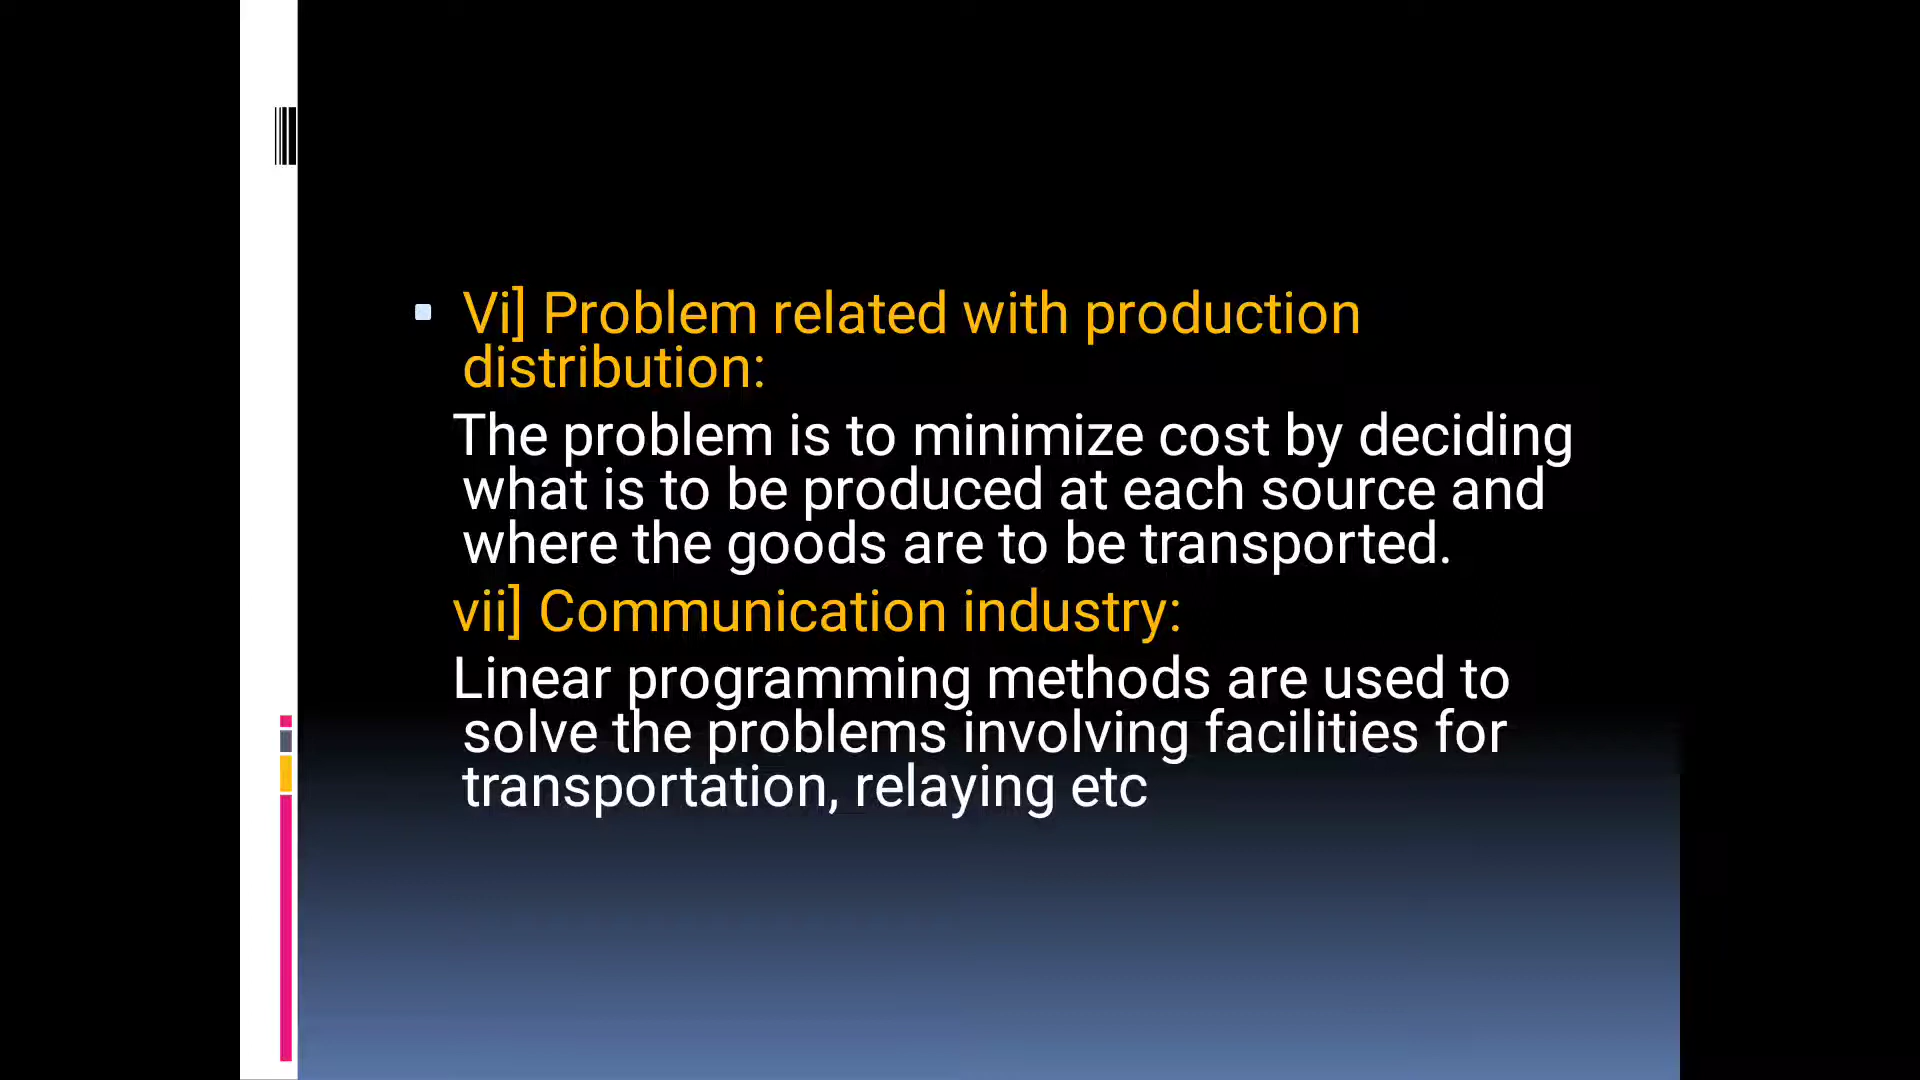 Vi] Problem related with production
distribution:
The problem is to minimize cost by deciding
what is to be produced at each source and
where the goods are to be transported.
vii] Communication industry:
Linear programming methods are used to
solve the problems involving facilities for
transportation, relaying etc